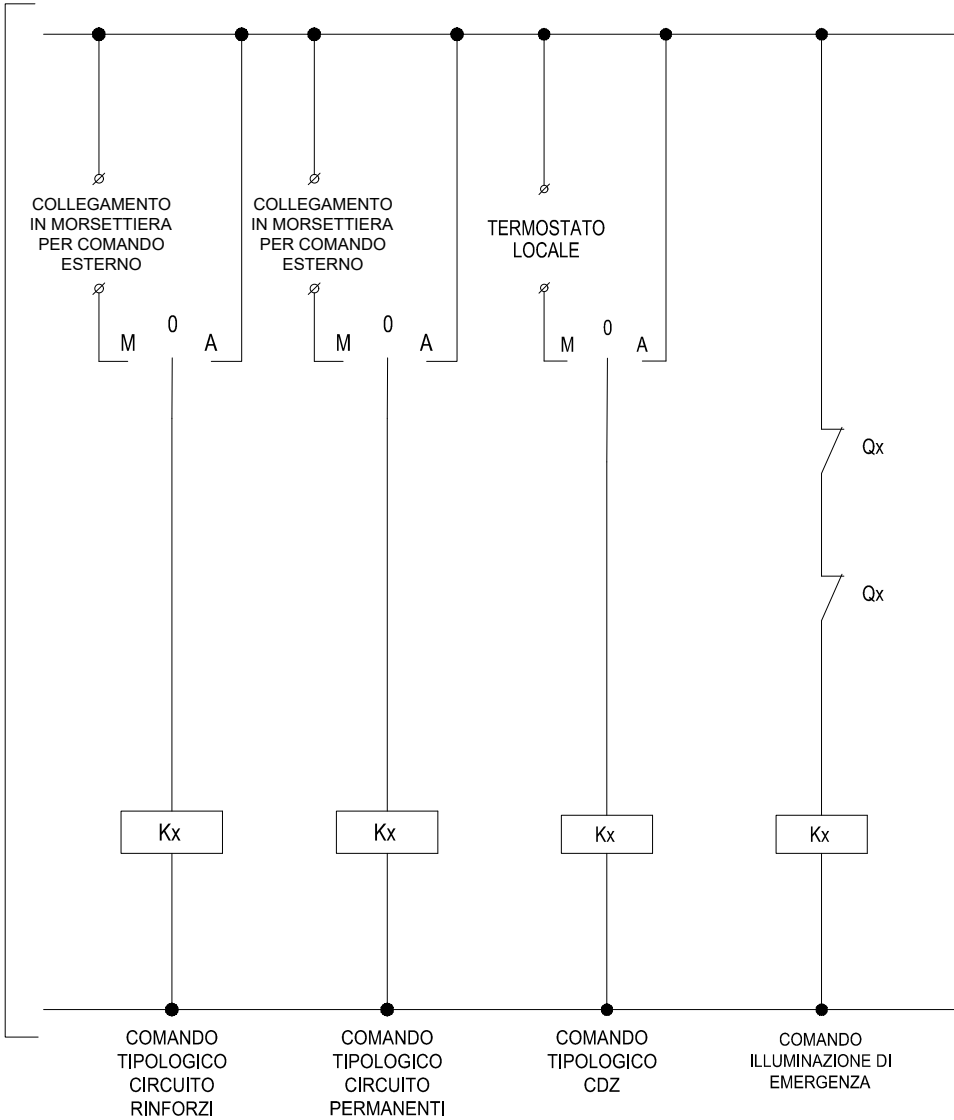 COLLEGAMENTO
IN MORSETTIERA
PER COMANDO
ESTERNO
COLLEGAMENTO
IN MORSETTIERA
PER COMANDO
ESTERNO
TERMOSTATO
LOCALE
M 0 A
M 0 A
M 0 A
Qx
Qx
Kx
Kx
Kx
Kx
COMANDO
TIPOLOGICO
CIRCUITO
RINFORZI
COMANDO
TIPOLOGICO
CIRCUITO
PERMANENTI
COMANDO
TIPOLOGICO
CDZ
COMANDO
ILLUMINAZIONE DI
EMERGENZA